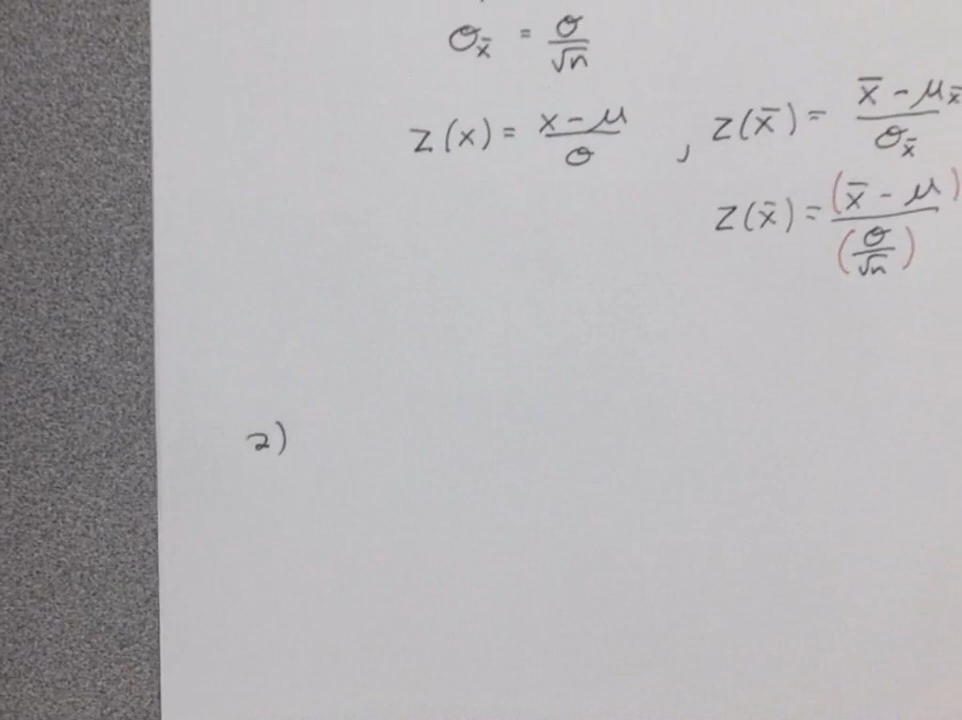 σx̄ = σ/√n
z(x) = x-μ/σ , z(x̄) = x̄-μx̄/σx̄
z(x̄) = (x̄-μ)/(σ/√n)
2)